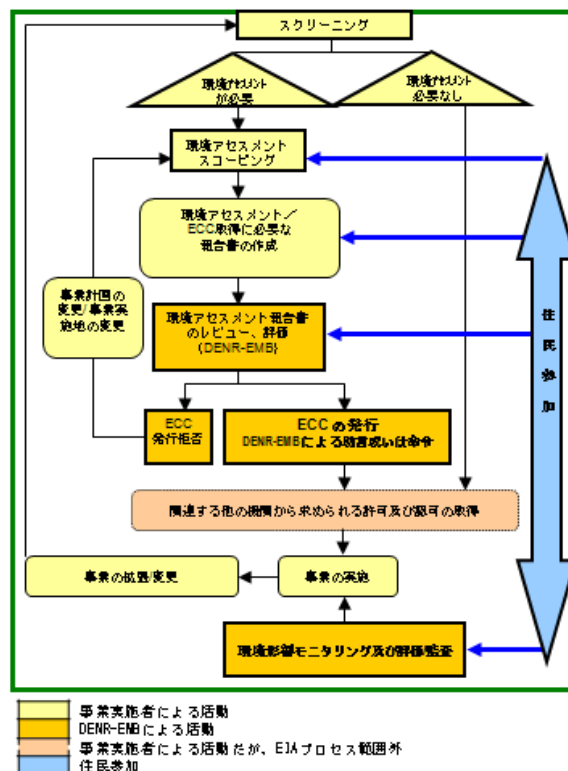 スクリーニング
環境アセスメント
が必要
環境アセスメント
必要なし
環境アセスメント
スコーピング
環境アセスメント／
ECC取得に必要な
報告書の作成
事業計画の
変更/事業実
施地の変更
環境アセスメント報告書
のレビュー、評価
(DENR-EMB)
ECC
発行拒否
ECC の発行
DENR-EMBによる助言或いは命令
住民参加
関連する他の機関から求められる許可及び認可の取得
事業の拡張/変更
事業の実施
環境影響モニタリング及び評価監査
事業実施者による活動
DENR-EMBによる活動
事業実施者による活動だが、EIAプロセス範囲外
住民参加